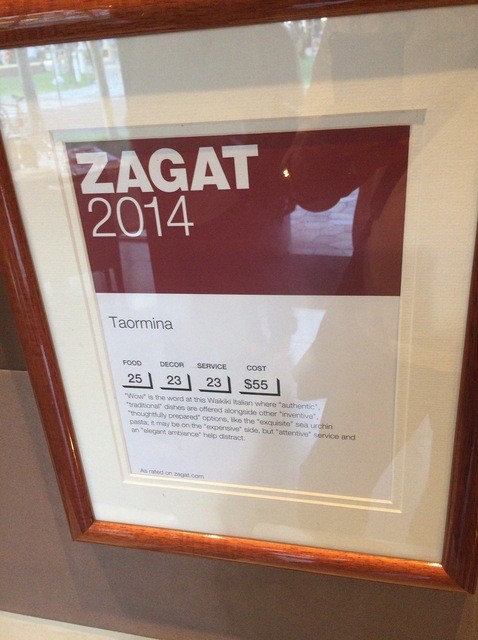 ZAGAT
2014
Taormina
FOOD DECOR SERVICE COST
25 23 23 $55
"Wow" is the word at this Waikiki Italian where "authentic",
"traditional" dishes are offered alongside other "inventive",
"thoughtfully prepared" options, like the "exquisite" sea urchin
pasta; it may be on the "expensive" side, but "attentive" service and
an "elegant ambiance" help distract.
As rated on zagat.com